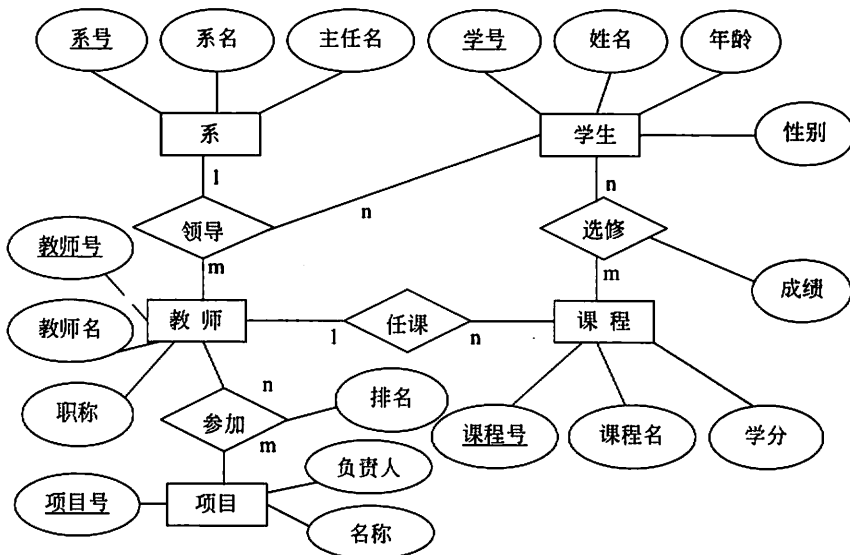 系号 系名 主任名 学号 姓名 年龄
系 学生 性别
1 n n
领导 选修
教师号 m m 成绩
教师名 教 师 1 任课 n 课 程
职称 n 排名
参加 课程号 课程名 学分
m
负责人
项目号 项目
名称